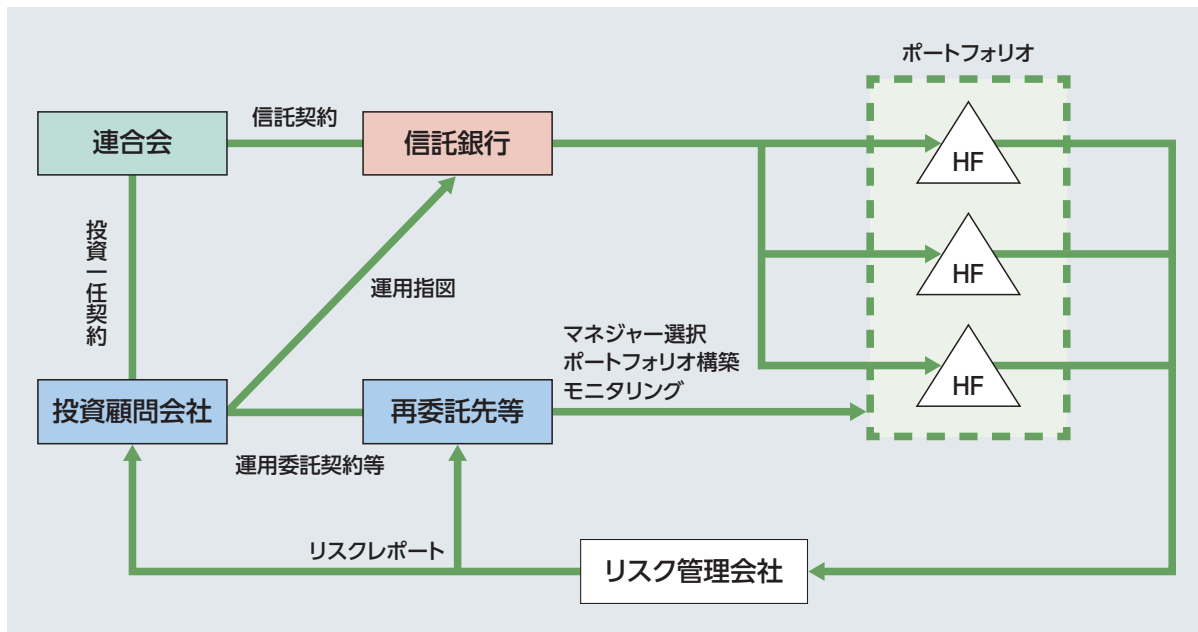 ポートフォリオ
連合会
信託契約
信託銀行
HF
投資一任契約
運用指図
HF
マネジャー選択
ポートフォリオ構築
モニタリング
HF
投資顧問会社
再委託先等
運用委託契約等
リスクレポート
リスク管理会社